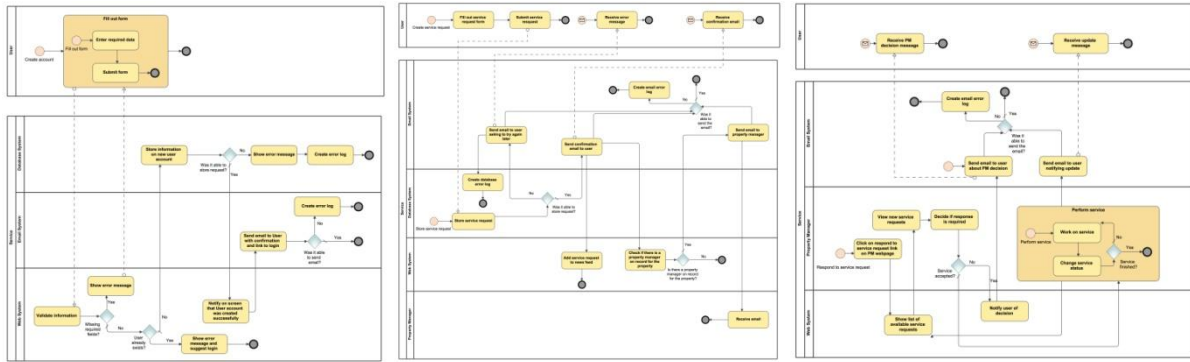 Fill out form
User
Fill out form
Enter required data
Create account
Submit form
Service
Database System
Store information
on new user
account
Was it able to
store request?
No
Yes
Show error message
Create error log
Email System
Create error log
No
Send email to User
with confirmation
and link to login
Yes
Was it able
to send
email?
Web System
Show error message
Yes
Validate information
Missing
required
fields?
No
Notify on screen
that User account
was created
successfully
No
User
already
exists?
Yes
Show error
message and
suggest login
User
Create service request
Fill out service
request form
Submit service
request
Receive error
message
Receive
confirmation email
Service
Email System
Create email error
log
No
Yes
Was it
able to
send the
email?
Send email to user
asking to try again
later
Send confirmation
email to user
Send email to
property manager
Database System
Create database
error log
No
Yes
Was it able to
store request?
Store service request
Store service request
Web System
Add service
request to news feed
Check if there is
a property manager
on record for the
property
Yes
No
Is there a property manager
on record for the property?
Property Manager
Receive email
User
Receive PM
decision message
Receive update
message
Service
Email System
Create email error
log
No
Yes
Was it
able to
send the
email?
Send email to user
about PM decision
Send email to user
notifying update
Property Manager
View new service
requests
Decide if response
is required
Click on respond to
service request link
on PM webpage
Respond to service request
Service
accepted?
No
Yes
Perform service
Perform service
Work on service
No
Yes
Change service
status
Service
finished?
Web System
Notify user of
decision
Show list of
available service
requests